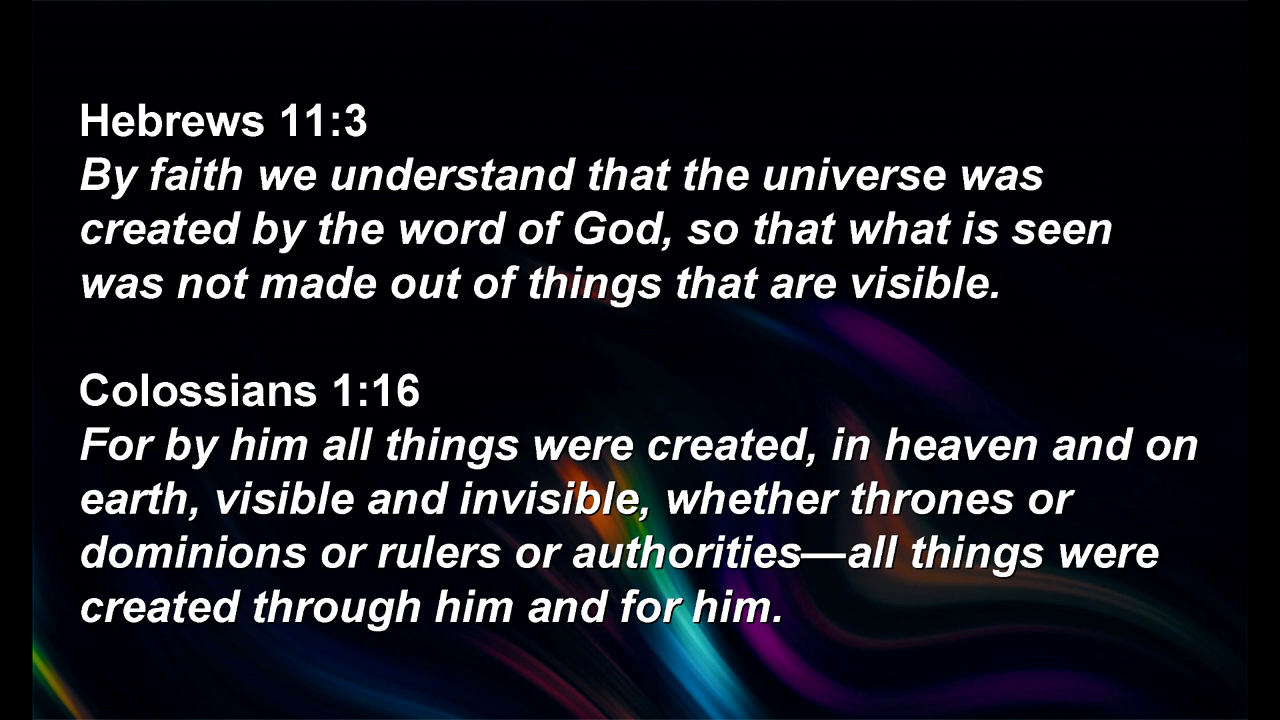 Hebrews 11:3
By faith we understand that the universe was
created by the word of God, so that what is seen
was not made out of things that are visible.
Colossians 1:16
For by him all things were created, in heaven and on
earth, visible and invisible, whether thrones or
dominions or rulers or authorities—all things were
created through him and for him.